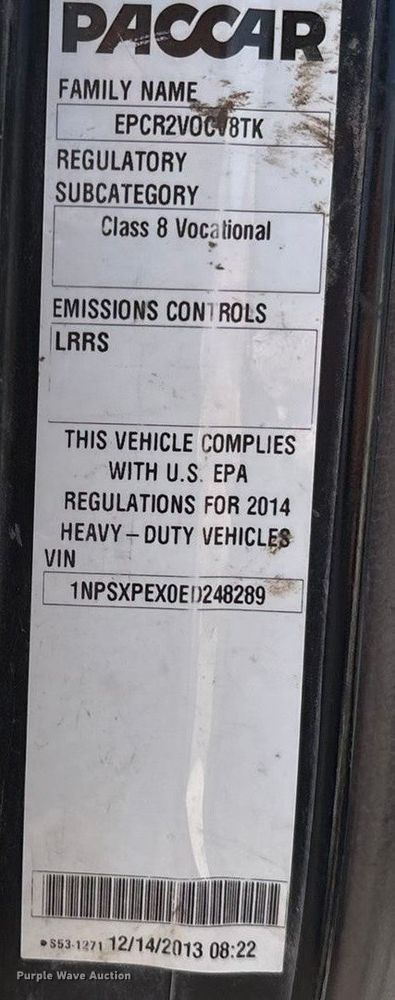 PACCAR
FAMILY NAME
EPCR2VOCV8TK
REGULATORY
SUBCATEGORY
Class 8 Vocational
EMISSIONS CONTROLS
LRRS
THIS VEHICLE COMPLIES
WITH U.S. EPA
REGULATIONS FOR 2014
HEAVY-DUTY VEHICLES
VIN
1NPSXPEX0ED248289
S53-1271 12/14/2013 08:22
Purple Wave Auction